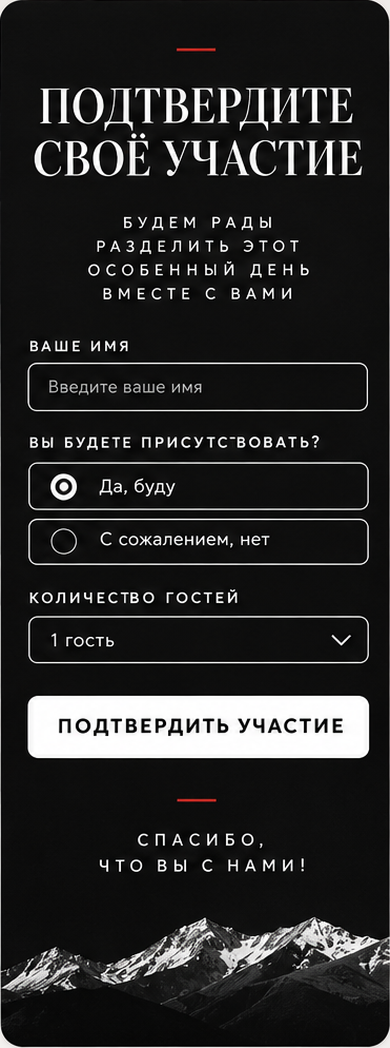 ПОДТВЕРДИТЕ
СВОЁ УЧАСТИЕ
БУДЕМ РАДЫ
РАЗДЕЛИТЬ ЭТОТ
ОСОБЕННЫЙ ДЕНЬ
ВМЕСТЕ С ВАМИ
ВАШЕ ИМЯ
Введите ваше имя
ВЫ БУДЕТЕ ПРИСУТСТВОВАТЬ?
Да, буду
С сожалением, нет
КОЛИЧЕСТВО ГОСТЕЙ
1 гость
ПОДТВЕРДИТЬ УЧАСТИЕ
СПАСИБО,
ЧТО ВЫ С НАМИ!